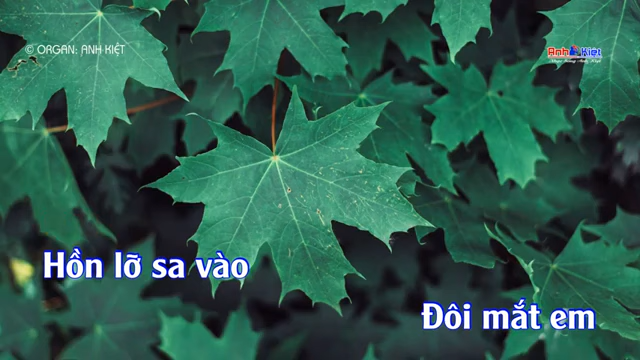 © ORGAN: ANH KIỆT
Anh Kiệt
Hồn lỡ sa vào
Đôi mắt em